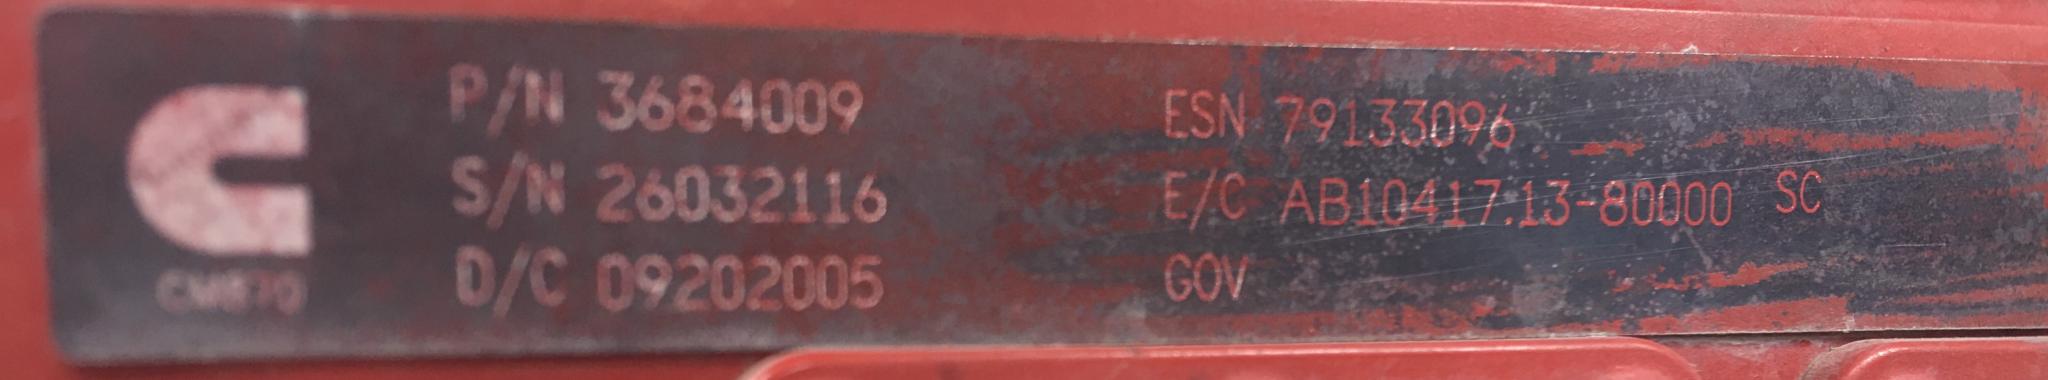 P/N 3684009
S/N 26032116
D/C 09202005
CM870
ESN 79133096
E/C AB10417.13-80000 SC
GOV